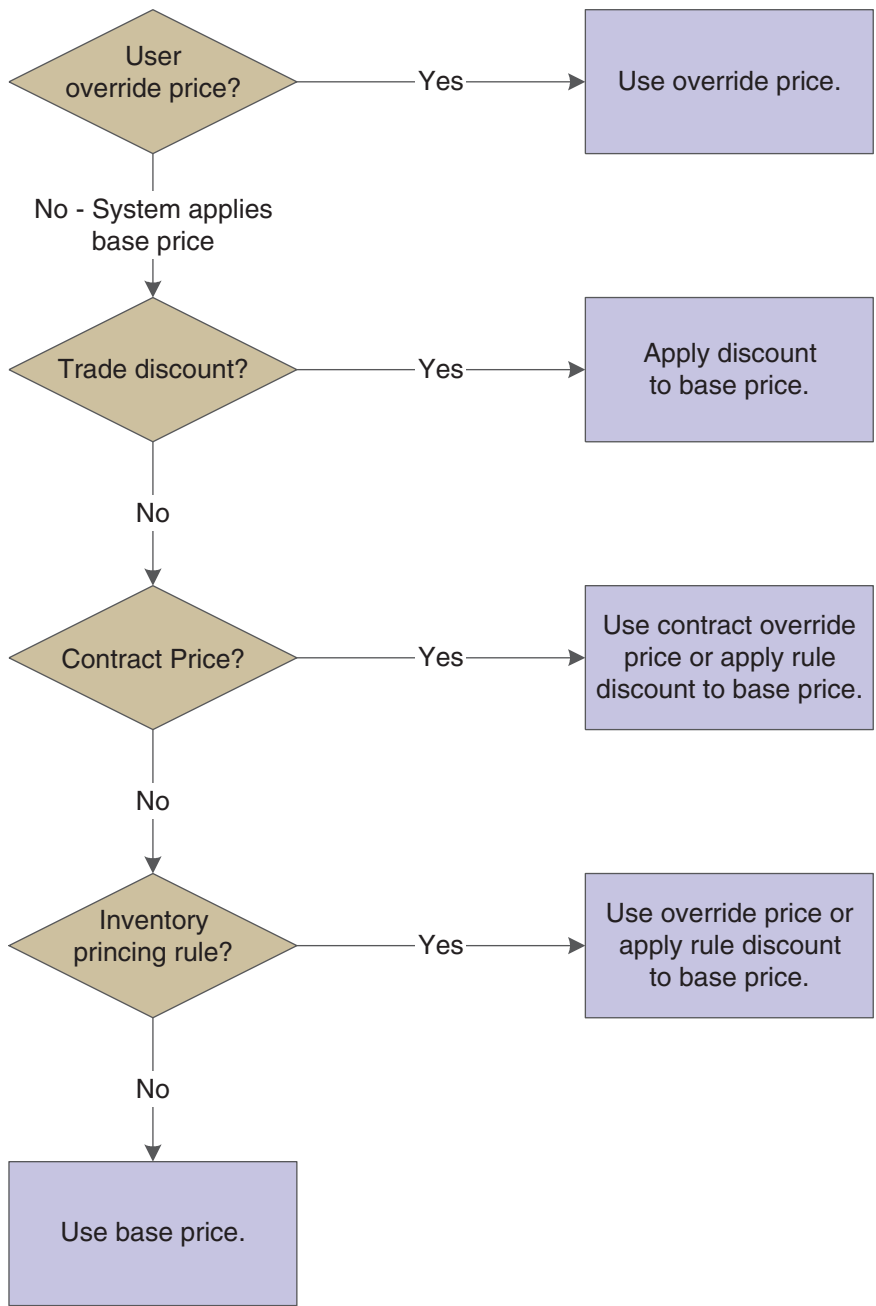 User
override price?
Yes
Use override price.
No - System applies
base price
Trade discount?
Yes
Apply discount
to base price.
No
Contract Price?
Yes
Use contract override
price or apply rule
discount to base price.
No
Inventory
princing rule?
Yes
Use override price or
apply rule discount
to base price.
No
Use base price.